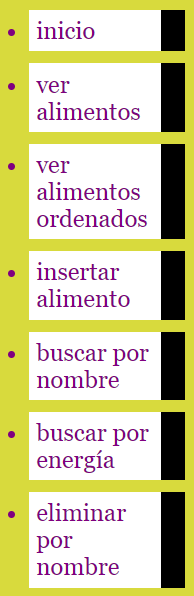 inicio
ver
alimentos
ver
alimentos
ordenados
insertar
alimento
buscar por
nombre
buscar por
energía
eliminar
por
nombre